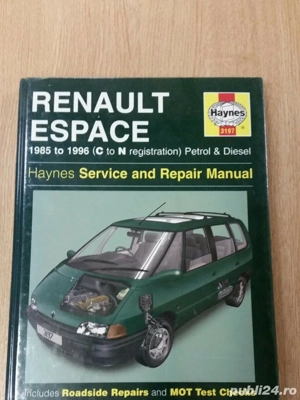 RENAULT
ESPACE
Haynes
3197
1985 to 1996 (C to N registration) Petrol & Diesel
Haynes Service and Repair Manual
Includes Roadside Repairs and MOT Test Checks
publi24.ro